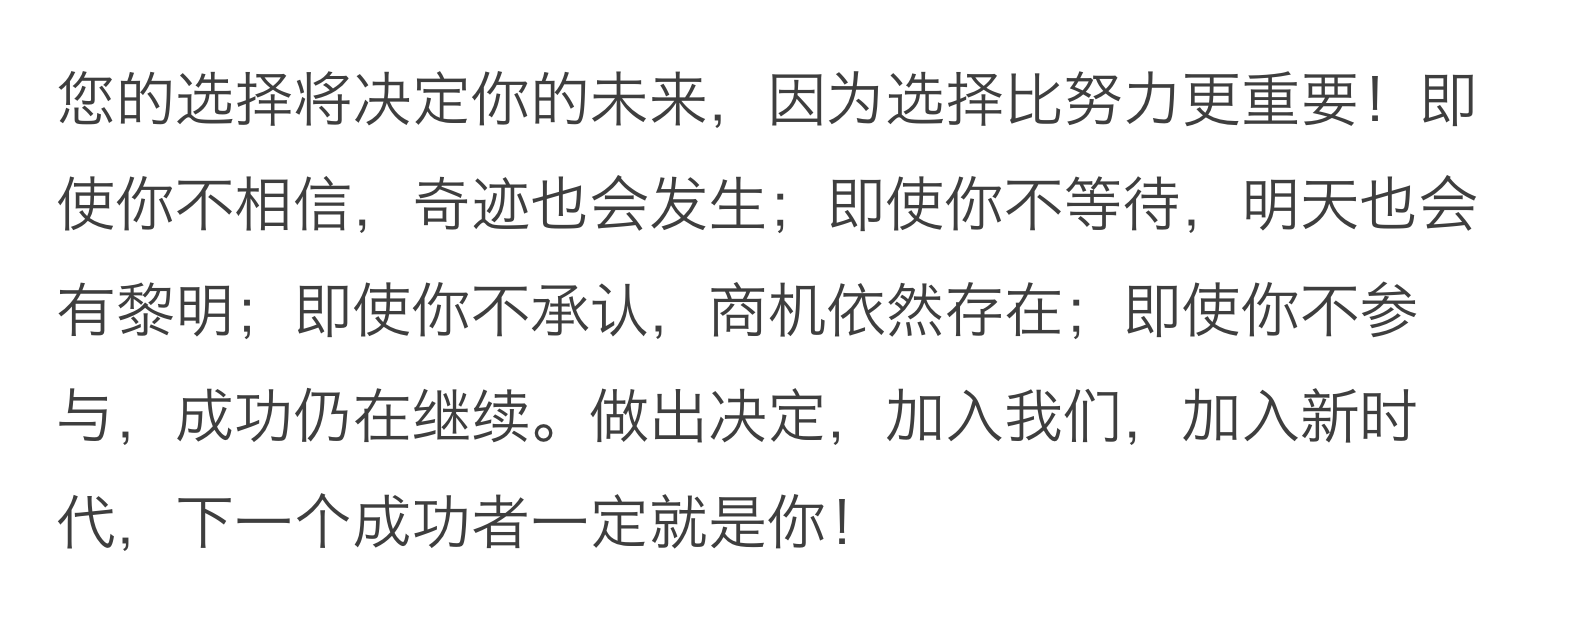 您的选择将决定你的未来，因为选择比努力更重要！即
使你不相信，奇迹也会发生；即使你不等待，明天也会
有黎明；即使你不承认，商机依然存在；即使你不参
与，成功仍在继续。做出决定，加入我们，加入新时
代，下一个成功者一定就是你！